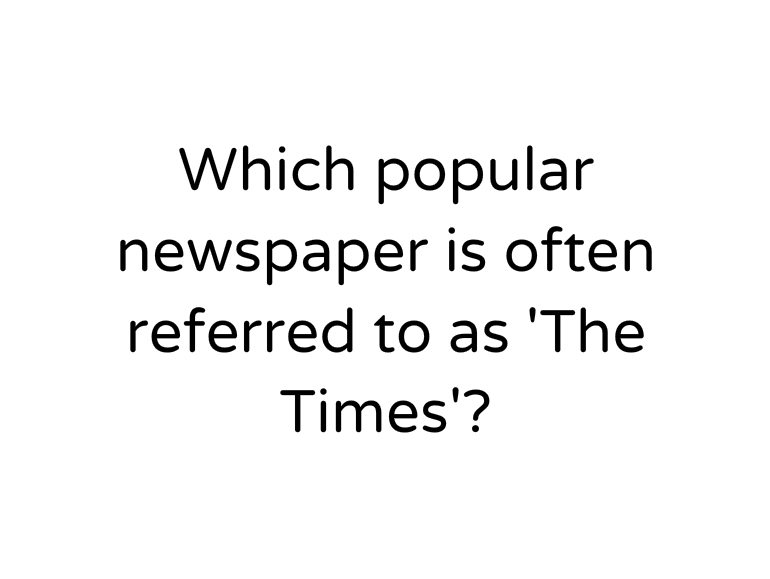 Which popular
newspaper is often
referred to as 'The
Times'?